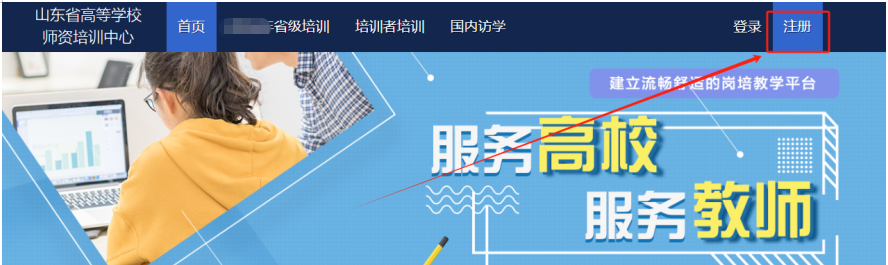 山东省高等学校
师资培训中心
首页
省级培训
培训者培训
国内访学
登录
注册
建立流畅舒适的岗培教学平台
服务高校
服务教师